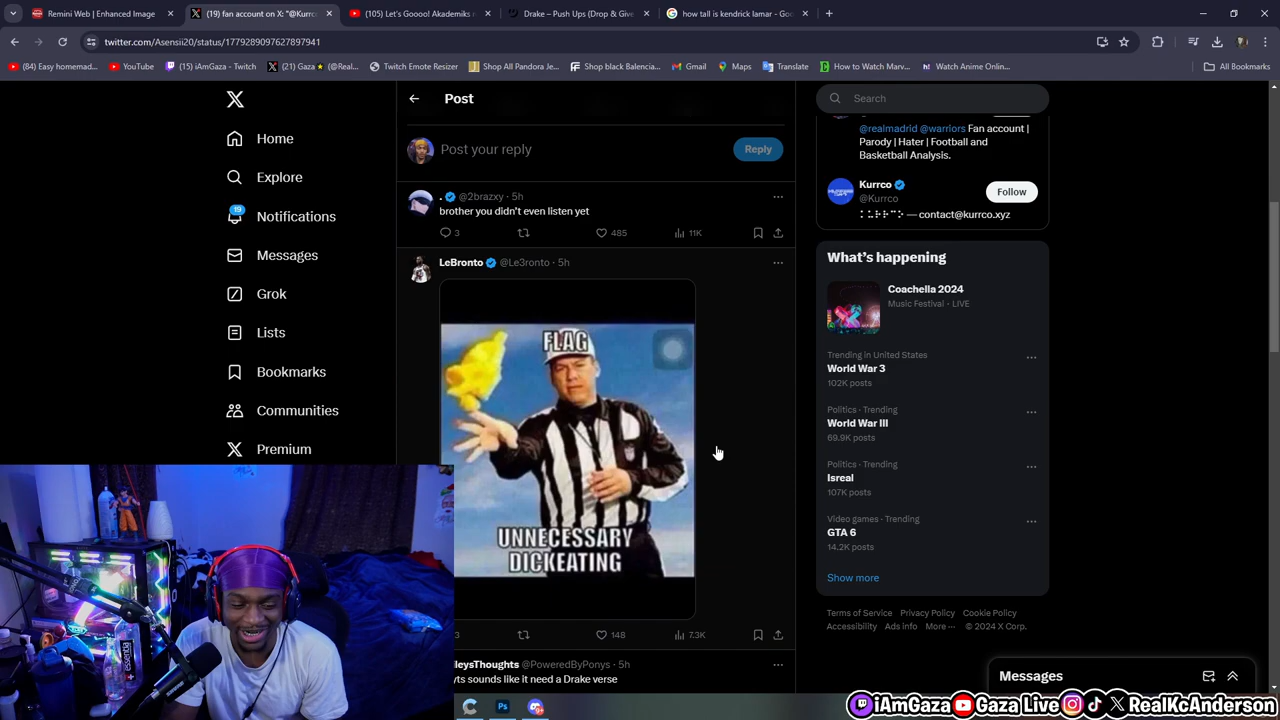 Remini Web | Enhanced Image
(19) fan account on X: "@Kurrc
(105) Let's Goooo! Akademiks
Drake – Push Ups (Drop & Give
how tall is kendrick lamar - Goo
twitter.com/Asensii20/status/1779289097627897941
(84) Easy homemad...
YouTube
(15) iAmGaza - Twitch
(21) Gaza (@Real...
Twitch Emote Resizer
Shop All Pandora Je...
Shop black Balencia...
Gmail
Maps
Translate
How to Watch Marv...
Watch Anime Onlin...
All Bookmarks
Home
Explore
19
Notifications
Messages
Grok
Lists
Bookmarks
Communities
Premium
Post
Post your reply
Reply
. @2brazxy · 5h
brother you didn't even listen yet
3 485 11K
LeBronto @Le3ronto · 5h
FLAG
UNNECESSARY
DICKEATING
3 148 7.3K
leysThoughts @PoweredByPonys · 5h
yts sounds like it need a Drake verse
Search
@realmadrid @warriors Fan account |
Parody | Hater | Football and
Basketball Analysis.
Kurrco
@Kurrco
Follow
— contact@kurrco.xyz
What's happening
Coachella 2024
Music Festival · LIVE
Trending in United States
World War 3
102K posts
Politics · Trending
World War III
69.9K posts
Politics · Trending
Isreal
107K posts
Video games · Trending
GTA 6
14.2K posts
Show more
Terms of Service Privacy Policy Cookie Policy
Accessibility Ads info More ··· © 2024 X Corp.
Messages
iAmGaza Gaza Live RealKcAnderson